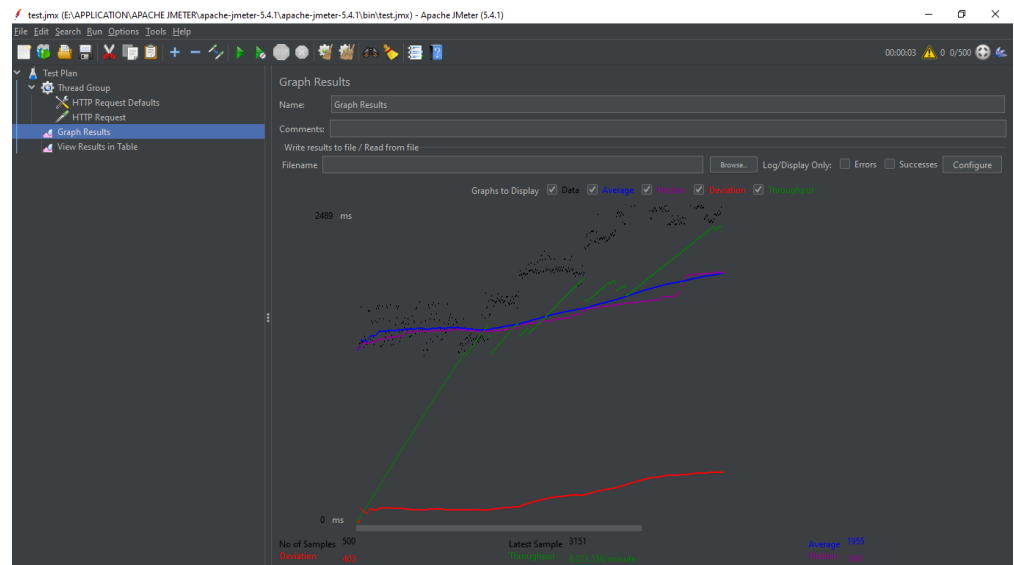 test.jmx (E:\APPLICATION\APACHE JMETER\apache-jmeter-5.4.1\apache-jmeter-5.4.1\bin\test.jmx) - Apache JMeter (5.4.1)
File Edit Search Run Options Tools Help
00:00:03 0 0/500
Test Plan
Thread Group
HTTP Request Defaults
HTTP Request
Graph Results
View Results in Table
Graph Results
Name: Graph Results
Comments:
Write results to file / Read from file
Filename Browse... Log/Display Only: Errors Successes Configure
Graphs to Display Data Average Median Deviation Throughput
2489 ms
0 ms
No of Samples 500 Latest Sample 3151 Average 1955
Deviation 403 Throughput